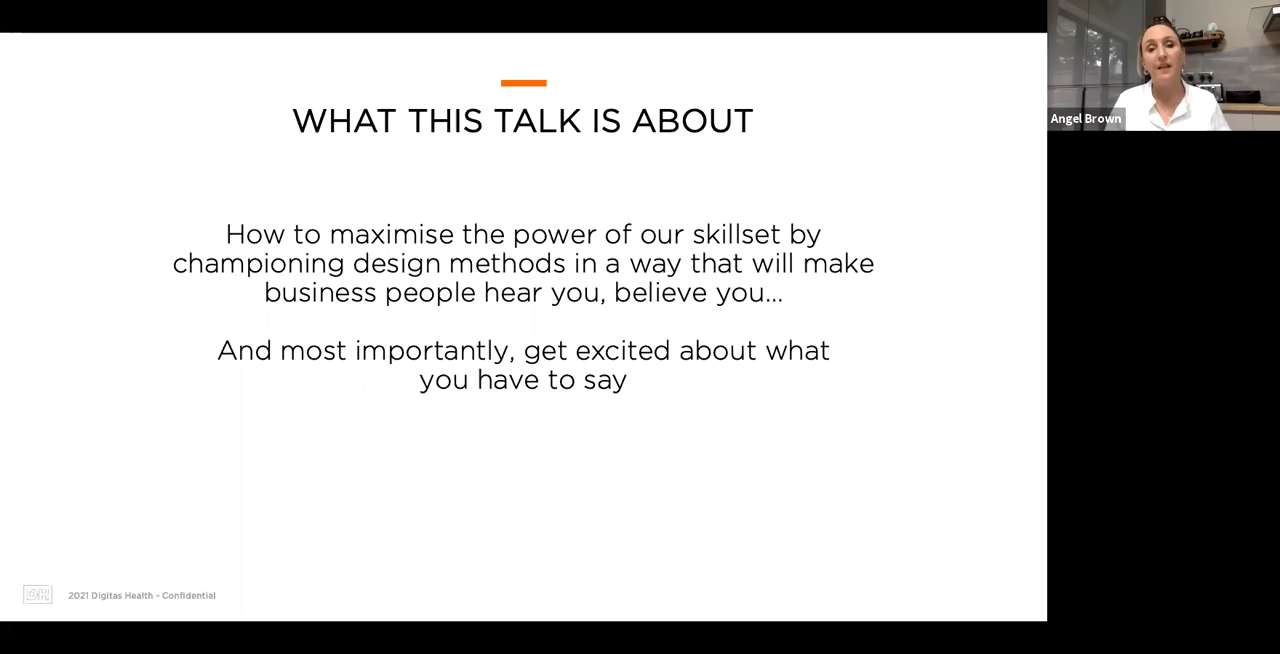 WHAT THIS TALK IS ABOUT
How to maximise the power of our skillset by
championing design methods in a way that will make
business people hear you, believe you...
And most importantly, get excited about what
you have to say
DH
2021 Digitas Health - Confidential
Angel Brown